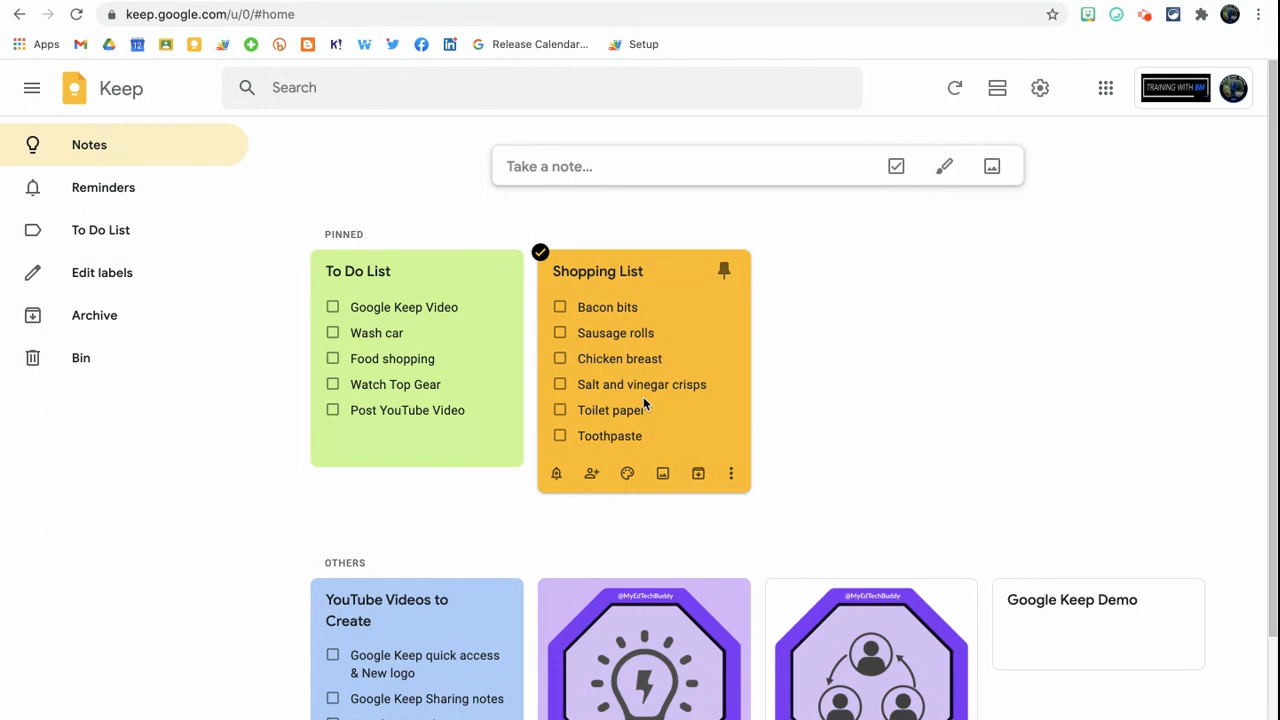 keep.google.com/u/0/#home
Apps
Release Calendar...
Setup
Keep
Search
TRAINING WITH BM
Notes
Reminders
To Do List
Edit labels
Archive
Bin
Take a note...
PINNED
To Do List
Google Keep Video
Wash car
Food shopping
Watch Top Gear
Post YouTube Video
Shopping List
Bacon bits
Sausage rolls
Chicken breast
Salt and vinegar crisps
Toilet paper
Toothpaste
OTHERS
YouTube Videos to
Create
Google Keep quick access
& New logo
Google Keep Sharing notes
@MyEdTechBuddy
@MyEdTechBuddy
Google Keep Demo